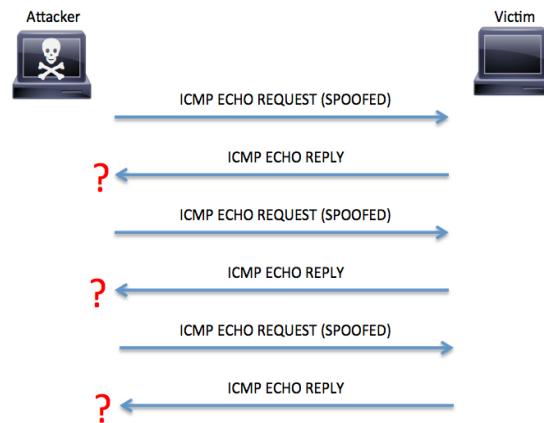 Attacker
Victim
ICMP ECHO REQUEST (SPOOFED)
ICMP ECHO REPLY
?
ICMP ECHO REQUEST (SPOOFED)
ICMP ECHO REPLY
?
ICMP ECHO REQUEST (SPOOFED)
ICMP ECHO REPLY
?